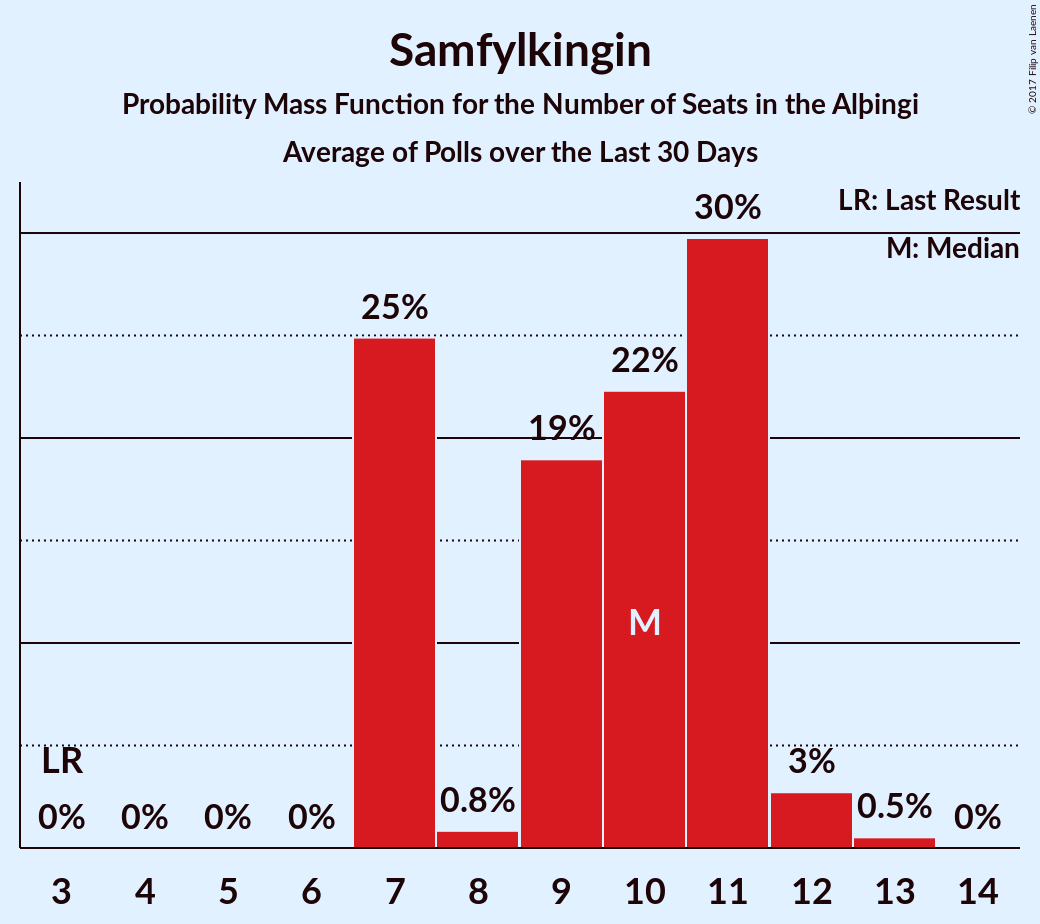 Samfylkingin
Probability Mass Function for the Number of Seats in the Alþingi
Average of Polls over the Last 30 Days
© 2017 Filip van Laenen
LR: Last Result
M: Median
30%
25%
22%
19%
M
LR
0% 0% 0% 0% 0.8% 3% 0.5% 0%
3 4 5 6 7 8 9 10 11 12 13 14